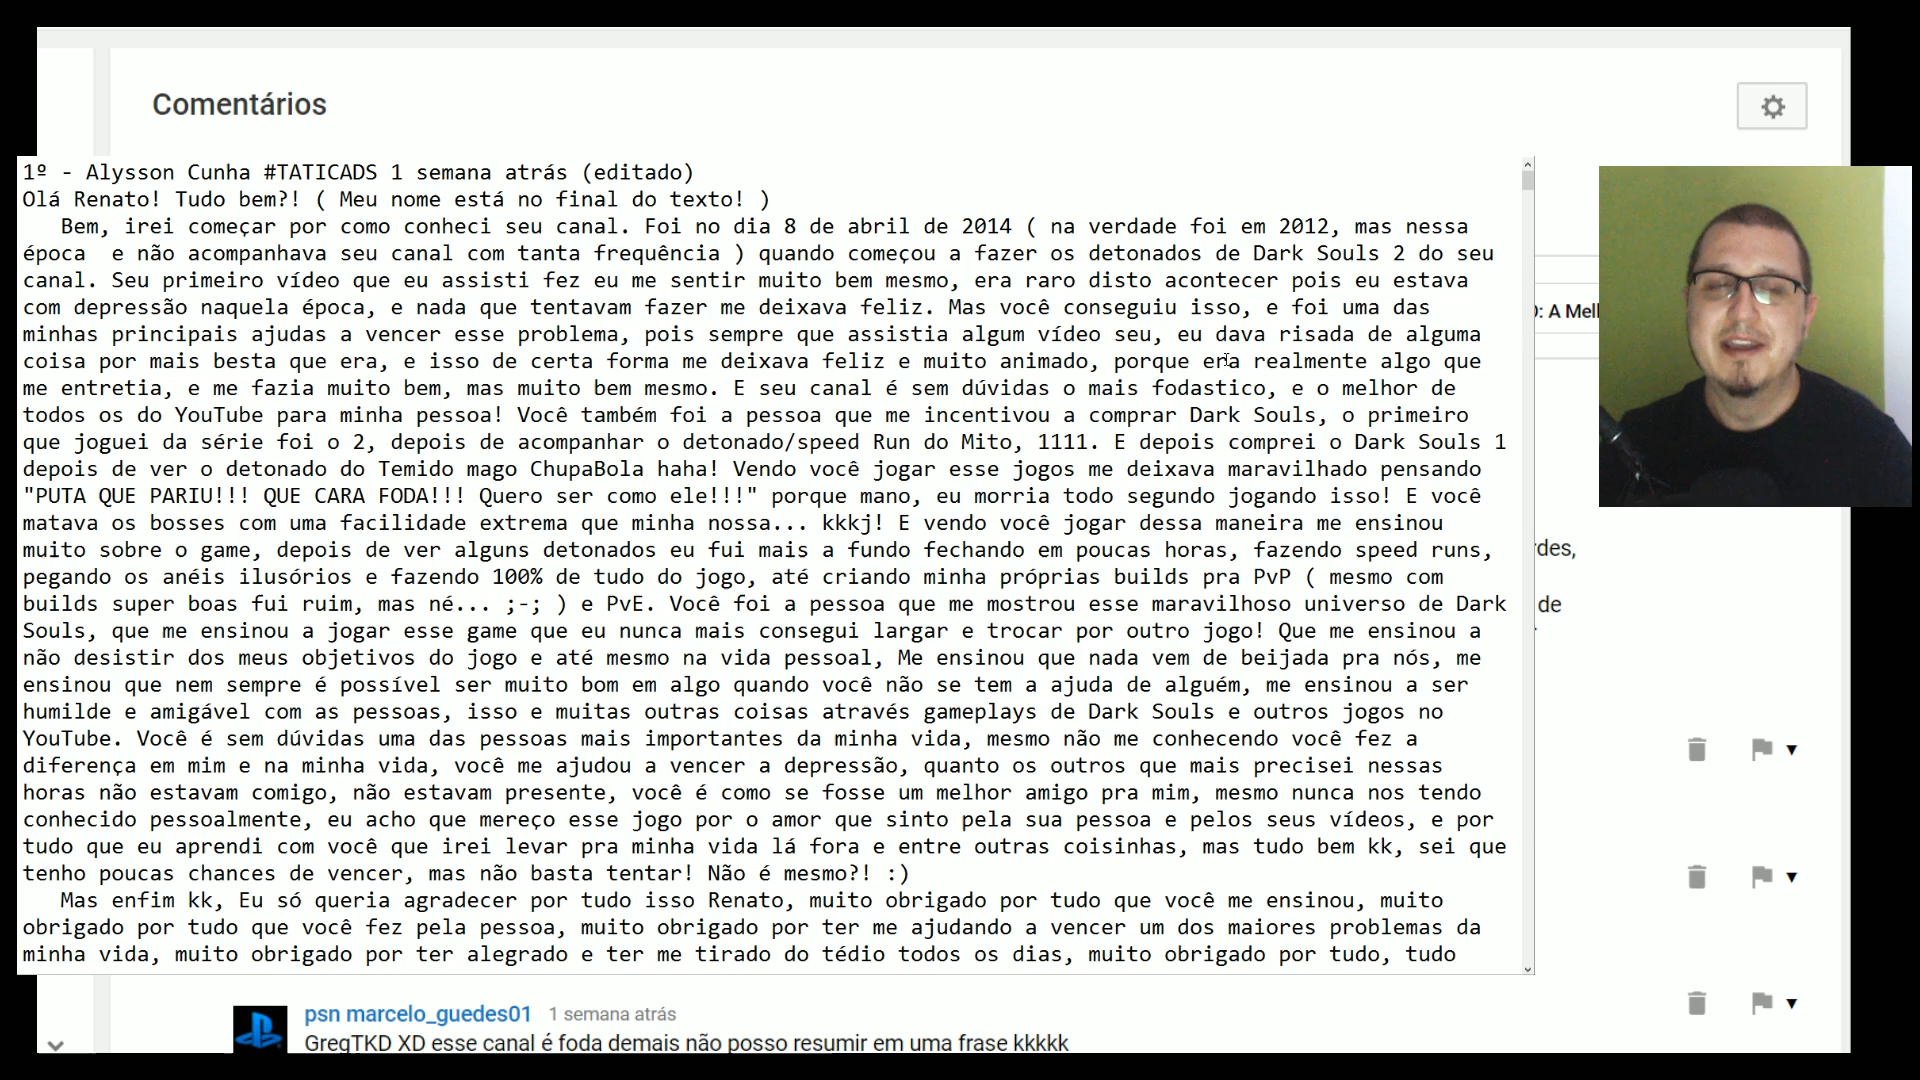 Comentários
1º - Alysson Cunha #TATICADS 1 semana atrás (editado)
Olá Renato! Tudo bem?! ( Meu nome está no final do texto! )
Bem, irei começar por como conheci seu canal. Foi no dia 8 de abril de 2014 ( na verdade foi em 2012, mas nessa
época  e não acompanhava seu canal com tanta frequência ) quando começou a fazer os detonados de Dark Souls 2 do seu
canal. Seu primeiro vídeo que eu assisti fez eu me sentir muito bem mesmo, era raro disto acontecer pois eu estava
com depressão naquela época, e nada que tentavam fazer me deixava feliz. Mas você conseguiu isso, e foi uma das
: A Mell
minhas principais ajudas a vencer esse problema, pois sempre que assistia algum vídeo seu, eu dava risada de alguma
coisa por mais besta que era, e isso de certa forma me deixava feliz e muito animado, porque era realmente algo que
me entretia, e me fazia muito bem, mas muito bem mesmo. E seu canal é sem dúvidas o mais fodastico, e o melhor de
todos os do YouTube para minha pessoa! Você também foi a pessoa que me incentivou a comprar Dark Souls, o primeiro
que joguei da série foi o 2, depois de acompanhar o detonado/speed Run do Mito, 1111. E depois comprei o Dark Souls 1
depois de ver o detonado do Temido mago ChupaBola haha! Vendo você jogar esse jogos me deixava maravilhado pensando
"PUTA QUE PARIU!!! QUE CARA FODA!!! Quero ser como ele!!!" porque mano, eu morria todo segundo jogando isso! E você
matava os bosses com uma facilidade extrema que minha nossa... kkkj! E vendo você jogar dessa maneira me ensinou
muito sobre o game, depois de ver alguns detonados eu fui mais a fundo fechando em poucas horas, fazendo speed runs,
rdes,
pegando os anéis ilusórios e fazendo 100% de tudo do jogo, até criando minha próprias builds pra PvP ( mesmo com
builds super boas fui ruim, mas né... ;-; ) e PvE. Você foi a pessoa que me mostrou esse maravilhoso universo de Dark
de
Souls, que me ensinou a jogar esse game que eu nunca mais consegui largar e trocar por outro jogo! Que me ensinou a
não desistir dos meus objetivos do jogo e até mesmo na vida pessoal, Me ensinou que nada vem de beijada pra nós, me
ensinou que nem sempre é possível ser muito bom em algo quando você não se tem a ajuda de alguém, me ensinou a ser
humilde e amigável com as pessoas, isso e muitas outras coisas através gameplays de Dark Souls e outros jogos no
YouTube. Você é sem dúvidas uma das pessoas mais importantes da minha vida, mesmo não me conhecendo você fez a
diferença em mim e na minha vida, você me ajudou a vencer a depressão, quanto os outros que mais precisei nessas
horas não estavam comigo, não estavam presente, você é como se fosse um melhor amigo pra mim, mesmo nunca nos tendo
conhecido pessoalmente, eu acho que mereço esse jogo por o amor que sinto pela sua pessoa e pelos seus vídeos, e por
tudo que eu aprendi com você que irei levar pra minha vida lá fora e entre outras coisinhas, mas tudo bem kk, sei que
tenho poucas chances de vencer, mas não basta tentar! Não é mesmo?! :)
Mas enfim kk, Eu só queria agradecer por tudo isso Renato, muito obrigado por tudo que você me ensinou, muito
obrigado por tudo que você fez pela pessoa, muito obrigado por ter me ajudando a vencer um dos maiores problemas da
minha vida, muito obrigado por ter alegrado e ter me tirado do tédio todos os dias, muito obrigado por tudo, tudo
psn marcelo_guedes01 1 semana atrás
GregTKD XD esse canal é foda demais não posso resumir em uma frase kkkkk